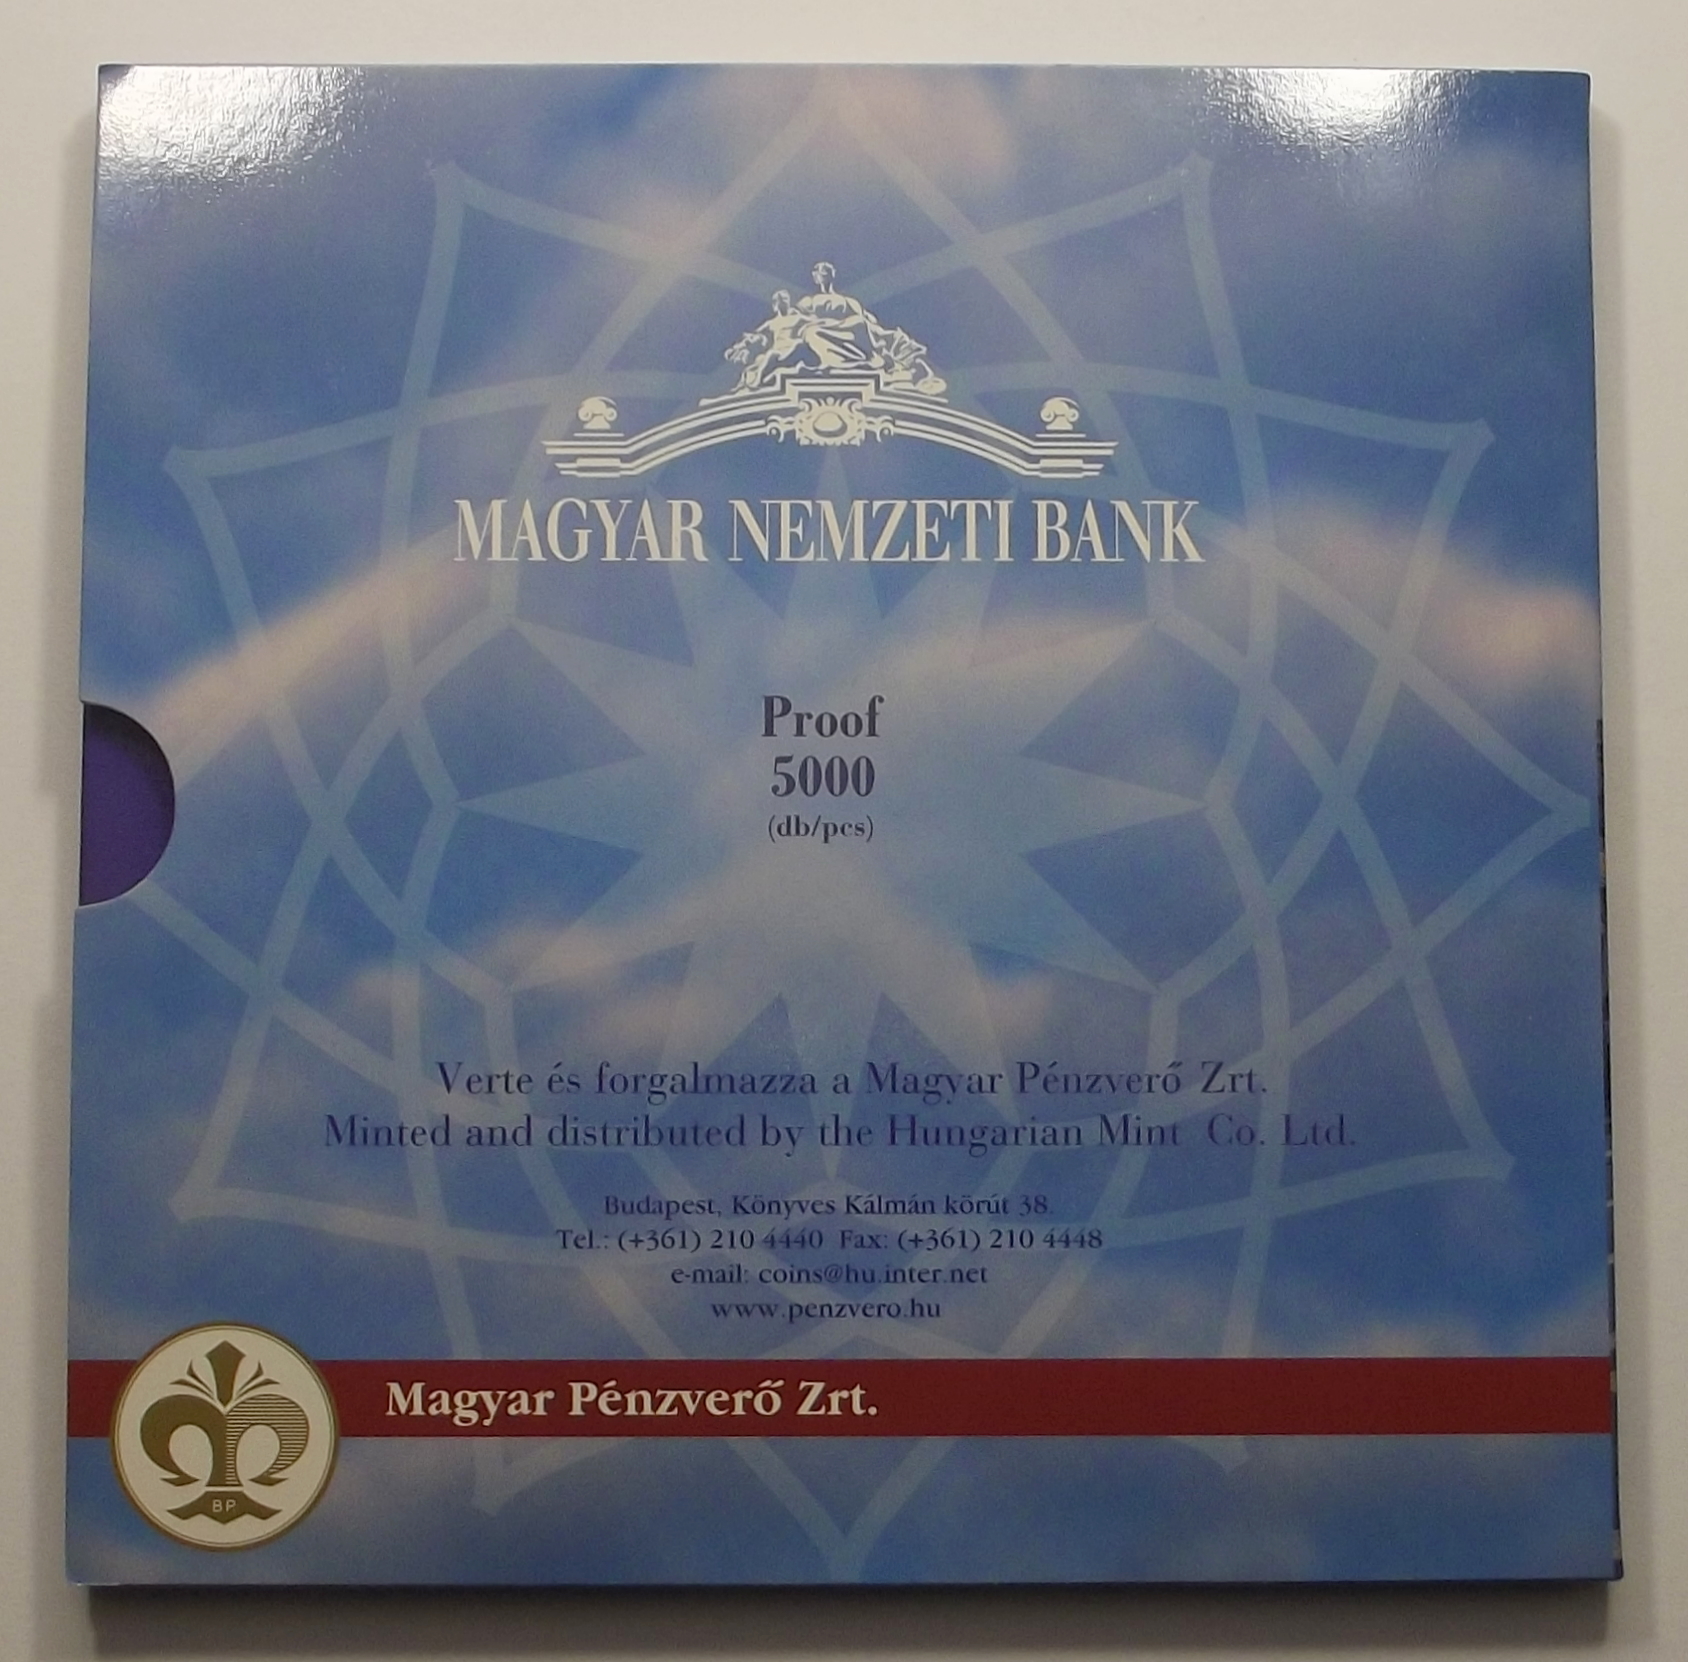 MAGYAR NEMZETI BANK
Proof
5000
(db/pcs)
Verte és forgalmazza a Magyar Pénzverő Zrt.
Minted and distributed by the Hungarian Mint Co. Ltd.
Budapest, Könyves Kálmán körút 38.
Tel.: (+361) 210 4440 Fax: (+361) 210 4448
e-mail: coins@hu.inter.net
www.penzvero.hu
Magyar Pénzverő Zrt.
BP.